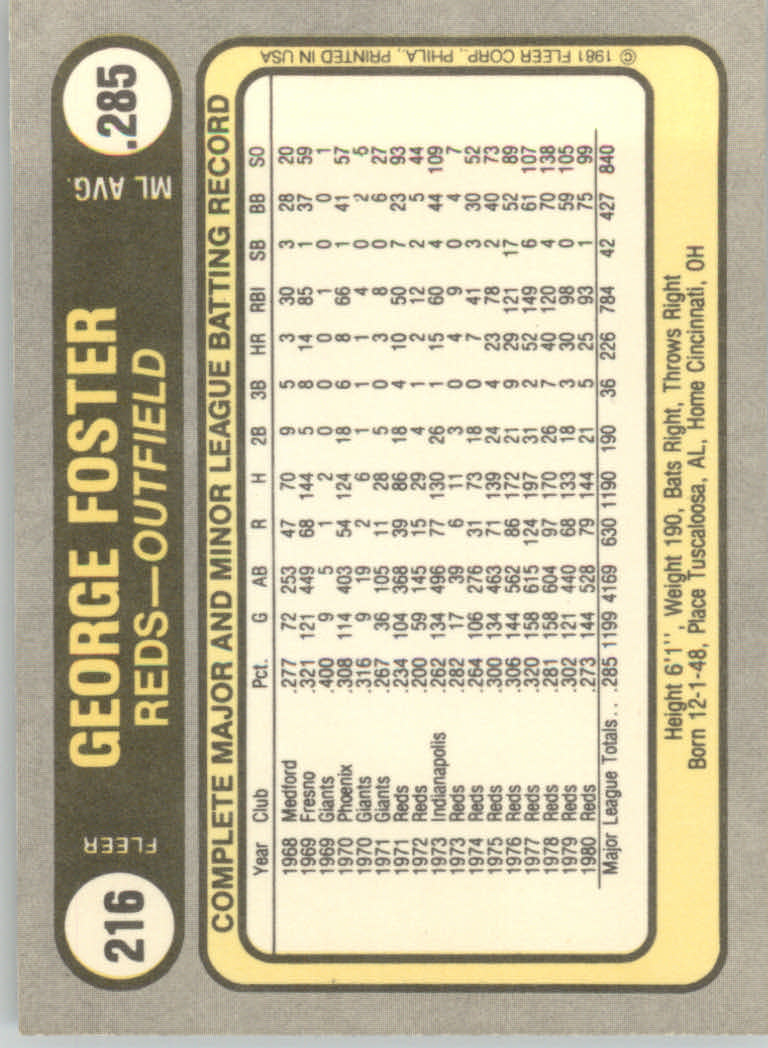 216
FLEER
GEORGE FOSTER
REDS—OUTFIELD
ML AVG.
.285
COMPLETE MAJOR AND MINOR LEAGUE BATTING RECORD
Year Club Pct. G AB R H 2B 3B HR RBI SB BB SO
1968 Medford .277 72 253 47 70 9 5 3 30 3 28 20
1969 Fresno .321 121 449 68 144 5 8 14 85 1 37 59
1969 Giants .400 9 5 1 2 0 0 0 1 0 0 1
1970 Phoenix .308 114 403 54 124 18 6 8 66 1 41 57
1970 Giants .316 9 19 2 6 1 1 1 4 0 2 5
1971 Giants .267 36 105 11 28 5 0 3 8 0 6 27
1971 Reds .234 104 368 39 86 18 4 10 50 7 23 93
1972 Reds .200 59 145 15 29 4 1 2 12 2 5 44
1973 Indianapolis .262 134 496 77 130 26 1 15 60 4 44 109
1973 Reds .282 17 39 6 11 3 0 4 9 0 4 7
1974 Reds .264 106 276 31 73 18 0 7 41 3 30 52
1975 Reds .300 134 463 71 139 24 4 23 78 2 40 73
1976 Reds .306 144 562 86 172 21 9 29 121 17 52 89
1977 Reds .320 158 615 124 197 31 2 52 149 6 61 107
1978 Reds .281 158 604 97 170 26 7 40 120 4 70 138
1979 Reds .302 121 440 68 133 18 3 30 98 0 59 105
1980 Reds .273 144 528 79 144 21 5 25 93 1 75 99
Major League Totals . . .285 1199 4169 630 1190 190 36 226 784 42 427 840
Height 6'1'', Weight 190, Bats Right, Throws Right
Born 12-1-48, Place Tuscaloosa, AL, Home Cincinnati, OH
© 1981 FLEER CORP., PHILA., PRINTED IN USA